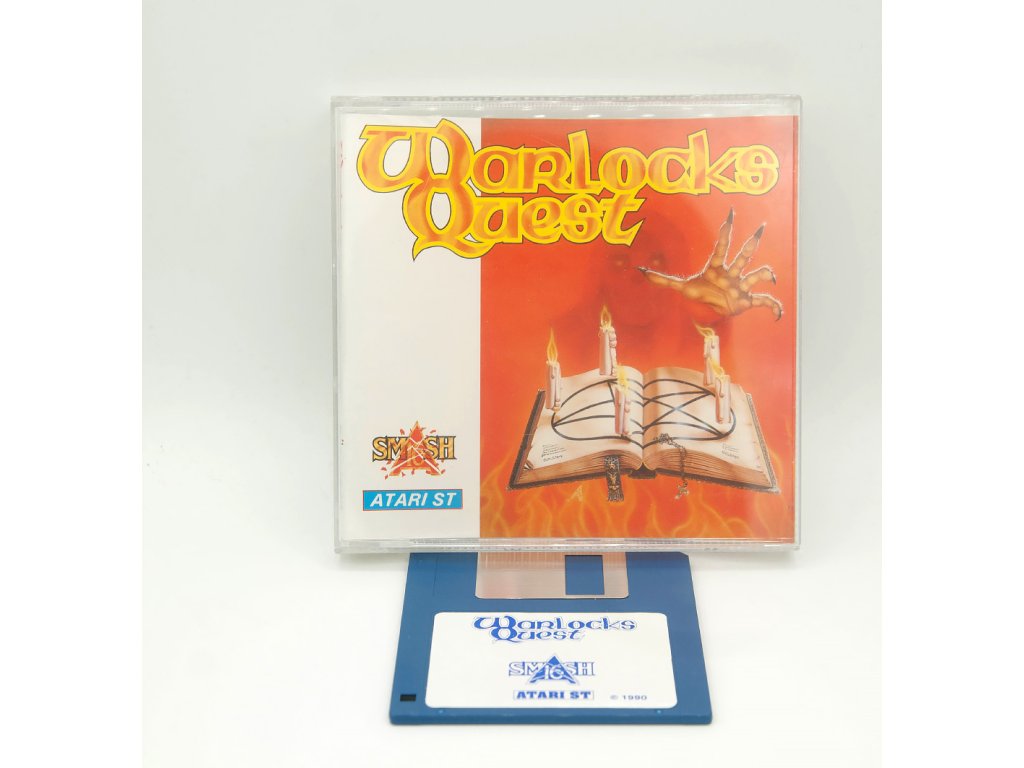 Warlocks
Quest
SMASH
16
ATARI ST
Warlocks
Quest
SMASH
16
ATARI ST © 1990